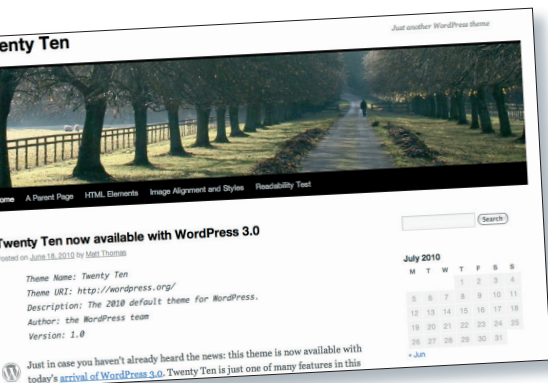 enty Ten
Just another WordPress theme
ome A Parent Page HTML Elements Image Alignment and Styles Readability Test
Search
Twenty Ten now available with WordPress 3.0
Posted on June 18, 2010 by Matt Thomas
Theme Name: Twenty Ten
Theme URI: http://wordpress.org/
Description: The 2010 default theme for WordPress.
Author: the WordPress team
Version: 1.0
Just in case you haven't already heard the news: this theme is now available with
today's arrival of WordPress 3.0. Twenty Ten is just one of many features in this
July 2010
M T W T F S S
1 2 3 4
5 6 7 8 9 10 11
12 13 14 15 16 17 18
19 20 21 22 23 24 25
26 27 28 29 30 31
« Jun